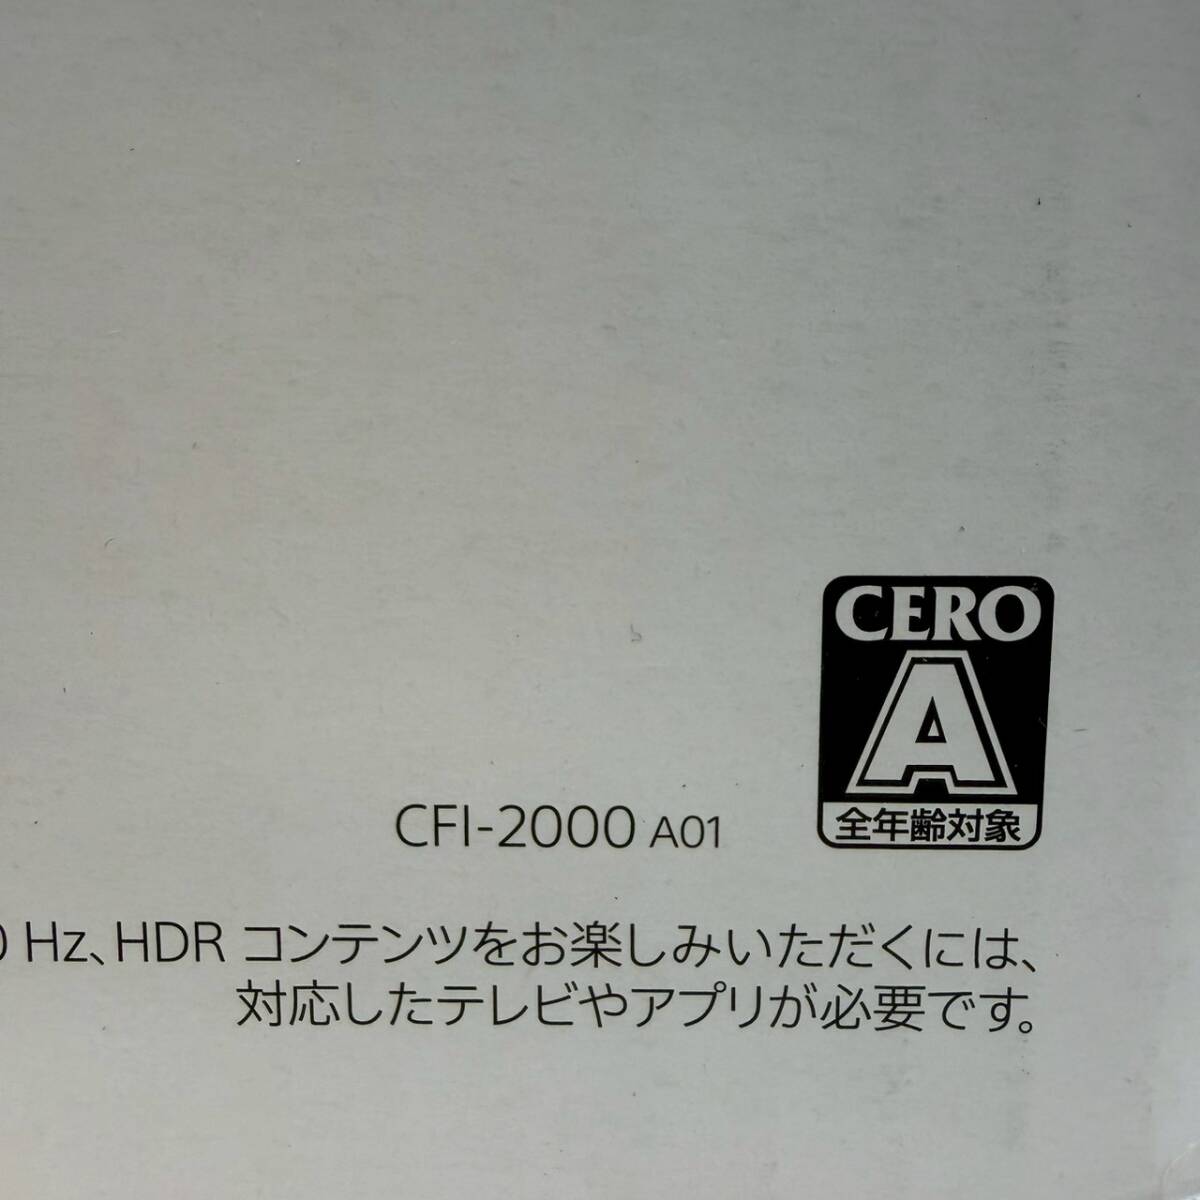 CERO
A
全年齢対象
CFI-2000 A01
0 Hz、HDR コンテンツをお楽しみいただくには、
対応したテレビやアプリが必要です。